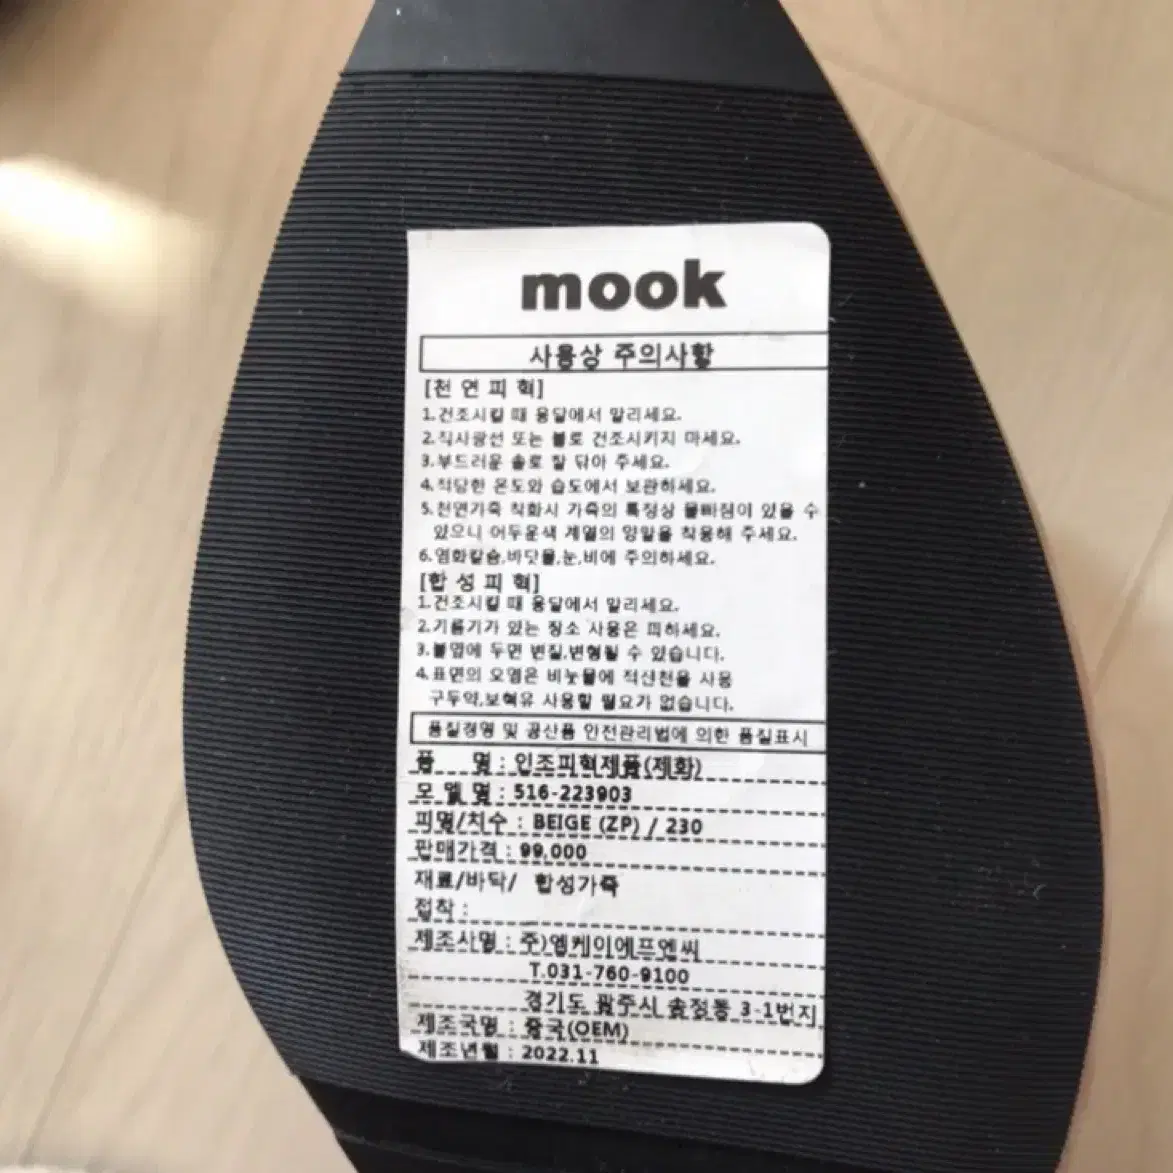 mook
사용상 주의사항
[천 연 피 혁]
1.건조시킬 때 응달에서 말리세요.
2.직사광선 또는 불로 건조시키지 마세요.
3.부드러운 솔로 잘 닦아 주세요.
4.적당한 온도와 습도에서 보관하세요.
5.천연가죽 착화시 가죽의 특정상 물빠짐이 있을 수
있으니 어두운색 계열의 양말을 착용해 주세요.
6.염화칼슘,바닷물,눈,비에 주의하세요.
[합 성 피 혁]
1.건조시킬 때 응달에서 말리세요.
2.기름기가 있는 장소 사용은 피하세요.
3.불옆에 두면 변질,변형될 수 있습니다.
4.표면의 오염은 비눗물에 적신천을 사용
구두약,보혁유 사용할 필요가 없습니다.
품질경영 및 공산품 안전관리법에 의한 품질표시
품 명 : 인조피혁제품(제화)
모 델 명 : 516-223903
피명/치수 : BEIGE (ZP) / 230
판매가격 : 99,000
재료/바닥/ 합성가죽
접착 :
제조사명 : 주)엠케이에프엔씨
T.031-760-9100
경기도 광주시 송정동 3-1번지
제조국명 : 중국(OEM)
제조년월 : 2022.11